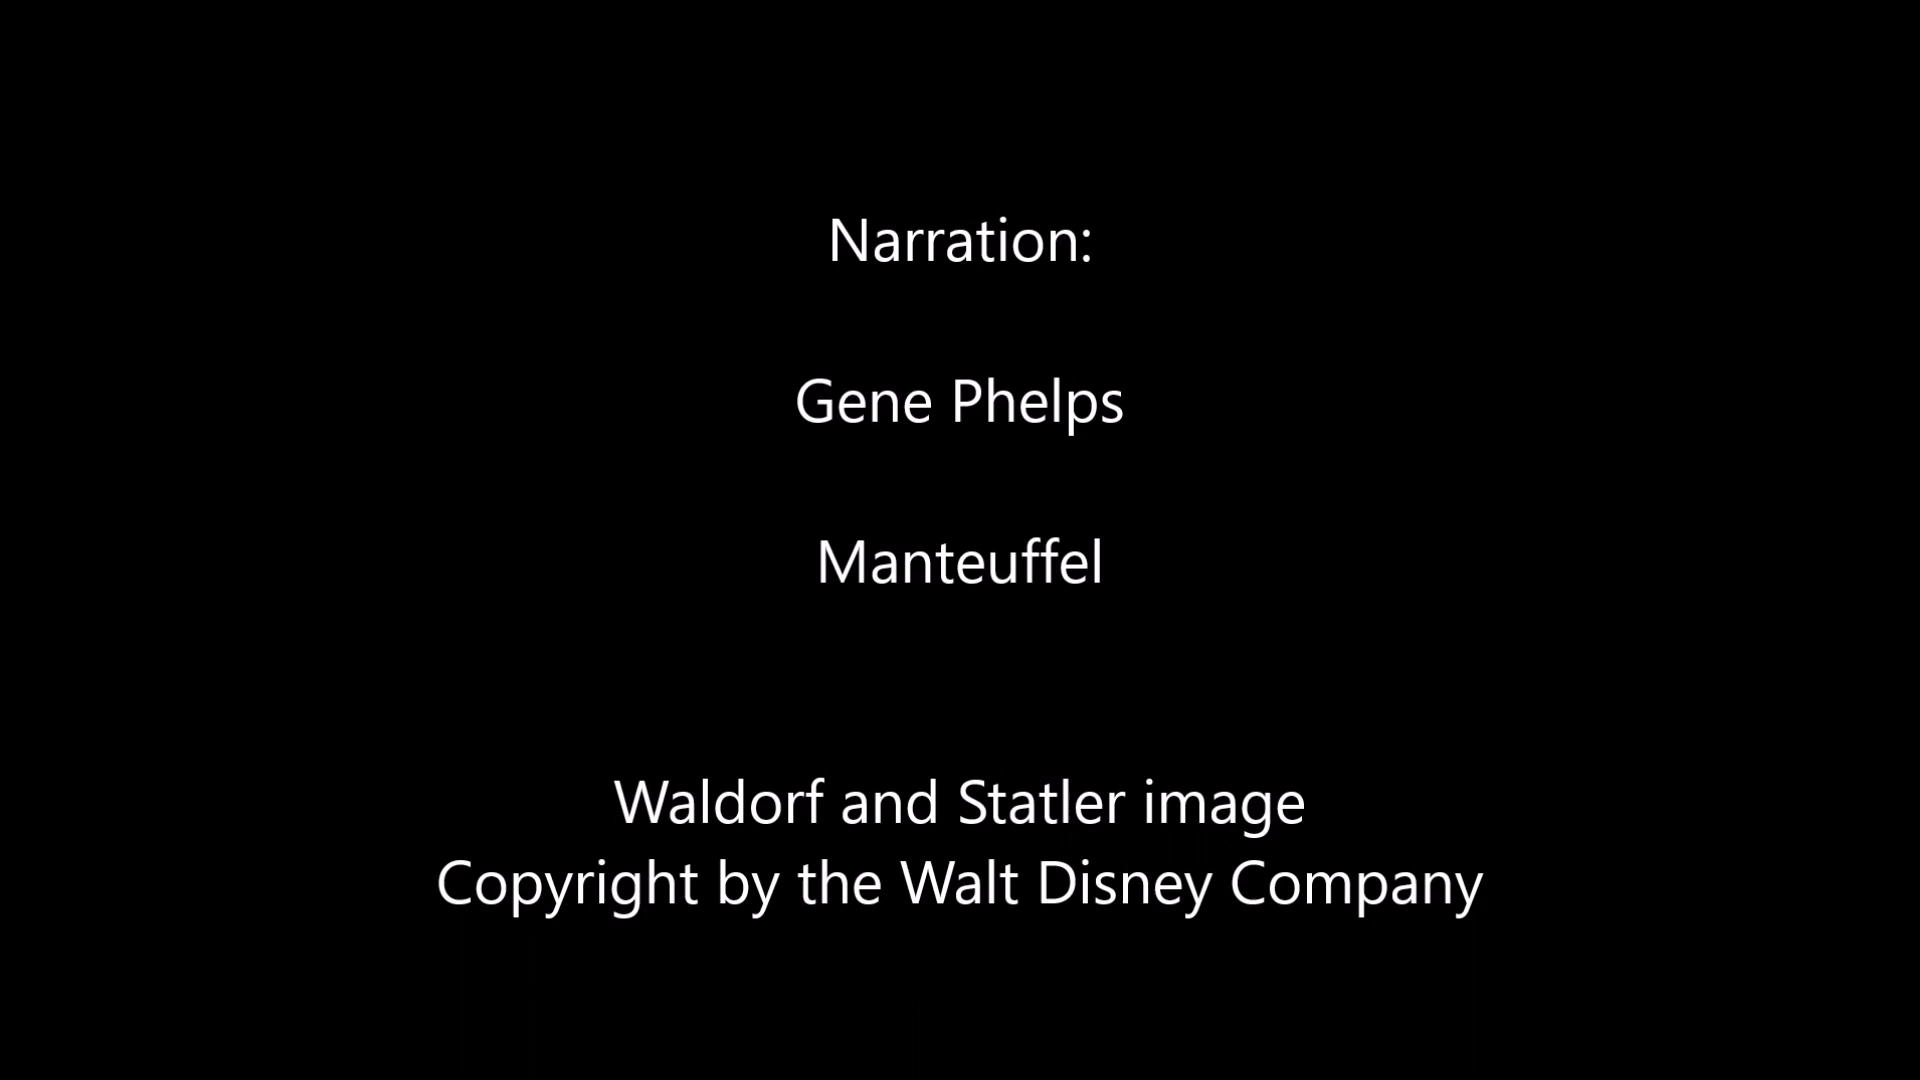 Narration:
Gene Phelps
Manteuffel
Waldorf and Statler image
Copyright by the Walt Disney Company